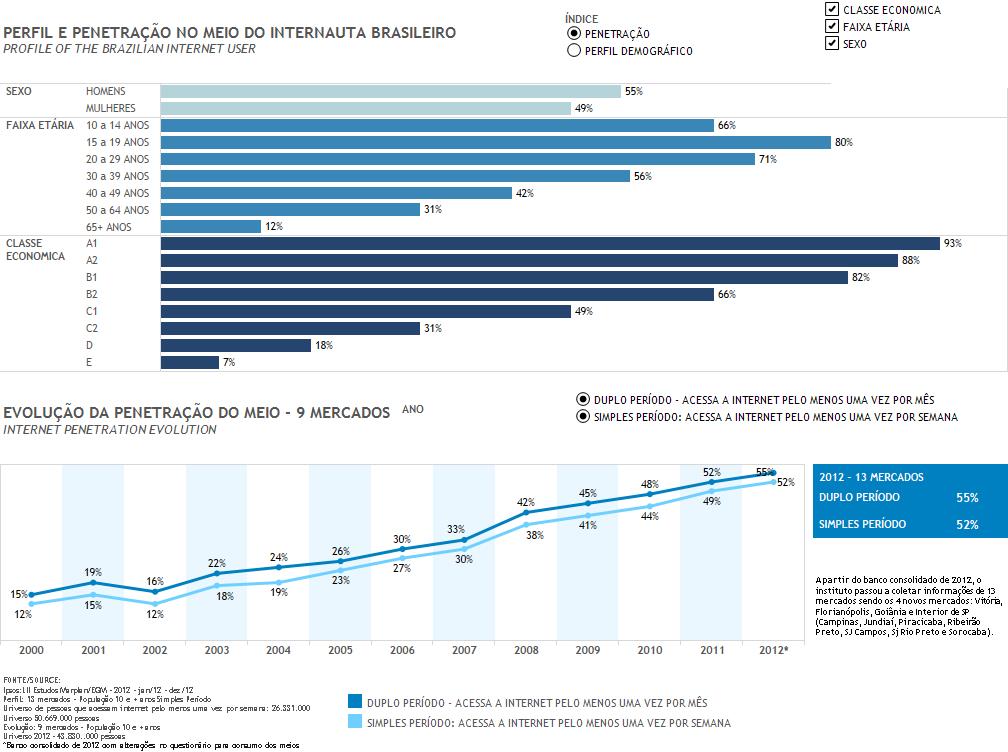 PERFIL E PENETRAÇÃO NO MEIO DO INTERNAUTA BRASILEIRO
PROFILE OF THE BRAZILIAN INTERNET USER
ÍNDICE
PENETRAÇÃO
PERFIL DEMOGRÁFICO
CLASSE ECONOMICA
FAIXA ETÁRIA
SEXO
SEXO HOMENS 55%
MULHERES 49%
FAIXA ETÁRIA 10 a 14 ANOS 66%
15 a 19 ANOS 80%
20 a 29 ANOS 71%
30 a 39 ANOS 56%
40 a 49 ANOS 42%
50 a 64 ANOS 31%
65+ ANOS 12%
CLASSE ECONOMICA A1 93%
A2 88%
B1 82%
B2 66%
C1 49%
C2 31%
D 18%
E 7%
EVOLUÇÃO DA PENETRAÇÃO DO MEIO - 9 MERCADOS ANO
INTERNET PENETRATION EVOLUTION
DUPLO PERÍODO - ACESSA A INTERNET PELO MENOS UMA VEZ POR MÊS
SIMPLES PERÍODO: ACESSA A INTERNET PELO MENOS UMA VEZ POR SEMANA
15% 19% 16% 22% 24% 26% 30% 33% 42% 45% 48% 52% 55%
12% 15% 12% 18% 19% 23% 27% 30% 38% 41% 44% 49% 52%
2000 2001 2002 2003 2004 2005 2006 2007 2008 2009 2010 2011 2012*
2012 - 13 MERCADOS
DUPLO PERÍODO 55%
SIMPLES PERÍODO 52%
A partir do banco consolidado de 2012, o
instituto passou a coletar informações de 13
mercados sendo os 4 novos mercados: Vitória,
Florianópolis, Goiânia e Interior de SP
(Campinas, Jundiaí, Piracicaba, Ribeirão
Preto, SJ Campos, Sj Rio Preto e Sorocaba).
FONTE/SOURCE:
Ipsos: Estudos Marplan/EGM - 2012 - jan/12 - dez/12
Perfil: 13 mercados - População 10 e + anos Simples Período
Universo de pessoas que acessam internet pelo menos uma vez por semana: 26.331.000
Universo 50.669.000 pessoas
Evolução: 9 mercados - População 10 e + anos
Universo 2012 - pessoas
*Banco consolidado de 2012 com alterações no questionário para consumo dos meios
DUPLO PERÍODO - ACESSA A INTERNET PELO MENOS UMA VEZ POR MÊS
SIMPLES PERÍODO: ACESSA A INTERNET PELO MENOS UMA VEZ POR SEMANA